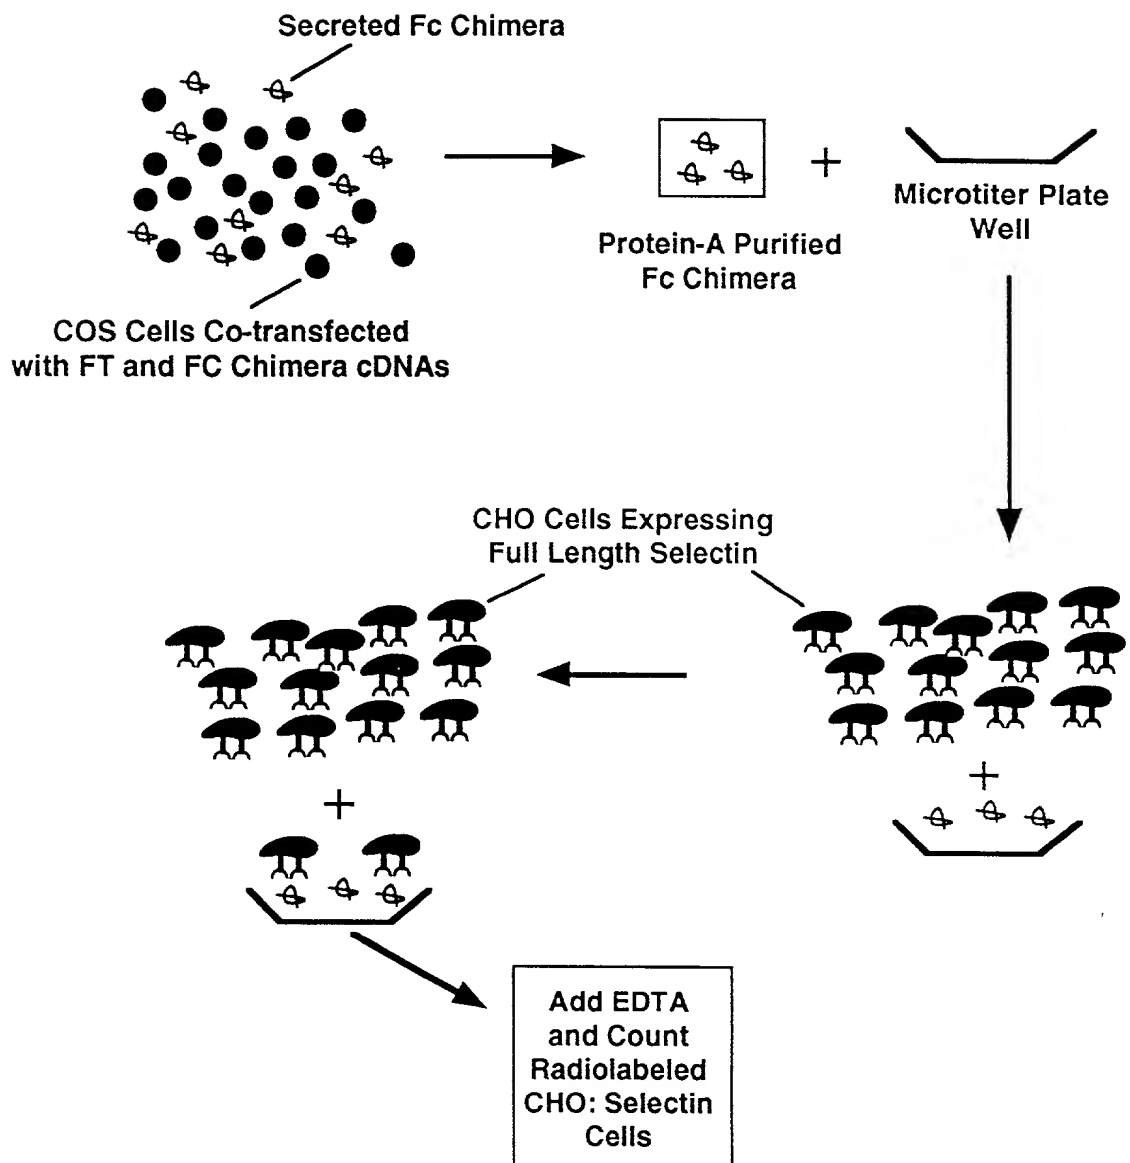 Secreted Fc Chimera
+
Protein-A Purified
Fc Chimera
Microtiter Plate
Well
COS Cells Co-transfected
with FT and FC Chimera cDNAs
CHO Cells Expressing
Full Length Selectin
+
+
Add EDTA
and Count
Radiolabeled
CHO: Selectin
Cells